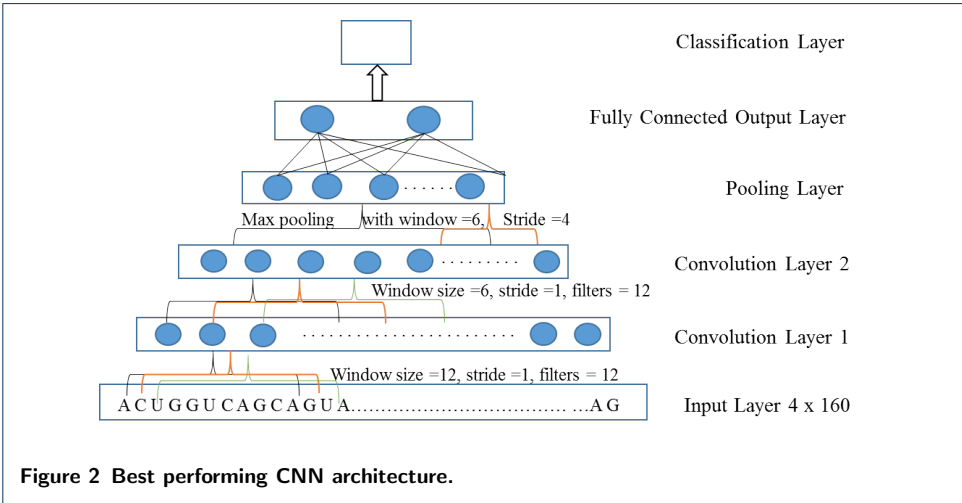 Classification Layer
Fully Connected Output Layer
Pooling Layer
Max pooling with window =6, Stride =4
Convolution Layer 2
Window size =6, stride =1, filters = 12
Convolution Layer 1
Window size =12, stride =1, filters = 12
A C U G G U C A G C A G U A……………………………… …A G
Input Layer 4 x 160
Figure 2 Best performing CNN architecture.